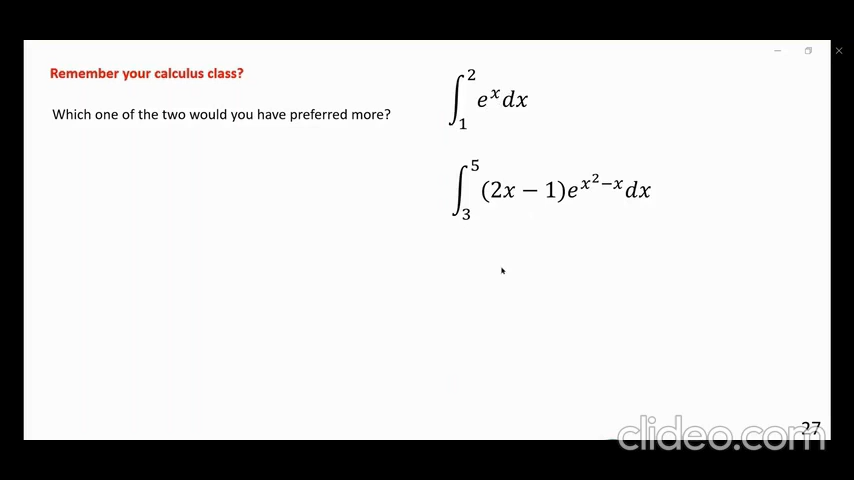 Remember your calculus class?
Which one of the two would you have preferred more?
∫₁² eˣ dx
∫₃⁵ (2x − 1)e^{x²−x} dx
27
clideo.com